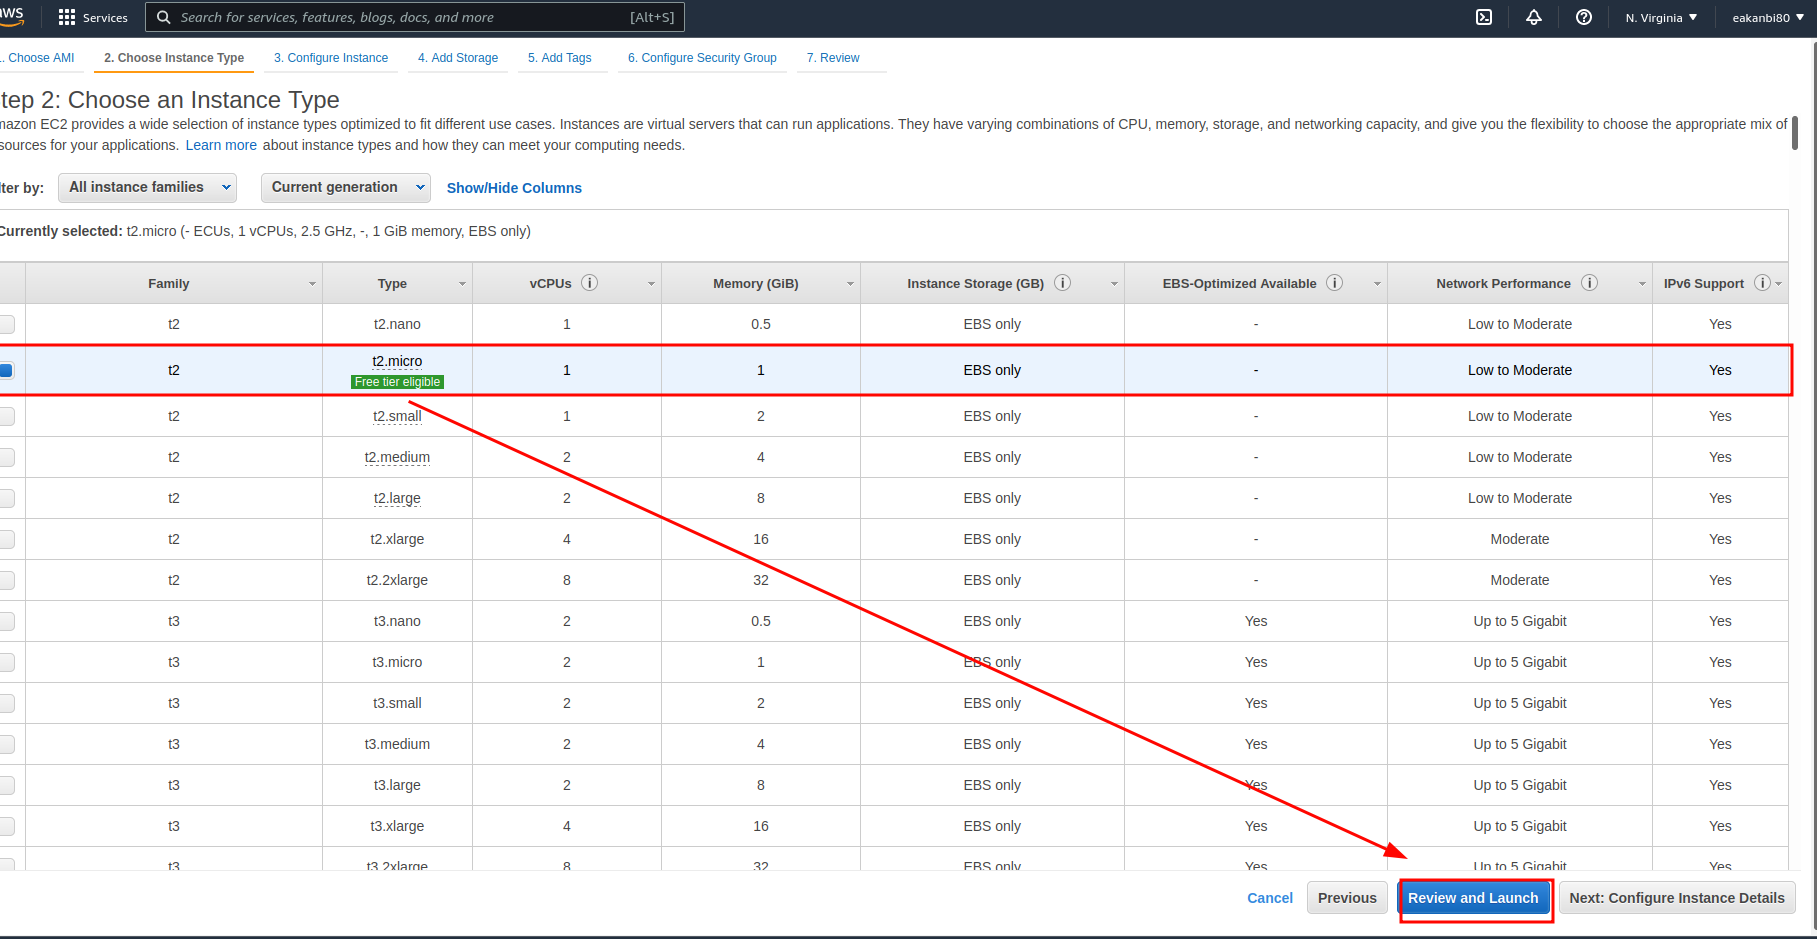 aws Services Search for services, features, blogs, docs, and more [Alt+S] N. Virginia eakanbi80
. Choose AMI 2. Choose Instance Type 3. Configure Instance 4. Add Storage 5. Add Tags 6. Configure Security Group 7. Review
tep 2: Choose an Instance Type
mazon EC2 provides a wide selection of instance types optimized to fit different use cases. Instances are virtual servers that can run applications. They have varying combinations of CPU, memory, storage, and networking capacity, and give you the flexibility to choose the appropriate mix of
sources for your applications. Learn more about instance types and how they can meet your computing needs.
lter by: All instance families Current generation Show/Hide Columns
Currently selected: t2.micro (- ECUs, 1 vCPUs, 2.5 GHz, -, 1 GiB memory, EBS only)
Family Type vCPUs Memory (GiB) Instance Storage (GB) EBS-Optimized Available Network Performance IPv6 Support
t2 t2.nano 1 0.5 EBS only - Low to Moderate Yes
t2 t2.micro 1 1 EBS only - Low to Moderate Yes
Free tier eligible
t2 t2.small 1 2 EBS only - Low to Moderate Yes
t2 t2.medium 2 4 EBS only - Low to Moderate Yes
t2 t2.large 2 8 EBS only - Low to Moderate Yes
t2 t2.xlarge 4 16 EBS only - Moderate Yes
t2 t2.2xlarge 8 32 EBS only - Moderate Yes
t3 t3.nano 2 0.5 EBS only Yes Up to 5 Gigabit Yes
t3 t3.micro 2 1 EBS only Yes Up to 5 Gigabit Yes
t3 t3.small 2 2 EBS only Yes Up to 5 Gigabit Yes
t3 t3.medium 2 4 EBS only Yes Up to 5 Gigabit Yes
t3 t3.large 2 8 EBS only Yes Up to 5 Gigabit Yes
t3 t3.xlarge 4 16 EBS only Yes Up to 5 Gigabit Yes
t3 t3.2xlarge 8 32 EBS only Yes Up to 5 Gigabit Yes
Cancel Previous Review and Launch Next: Configure Instance Details